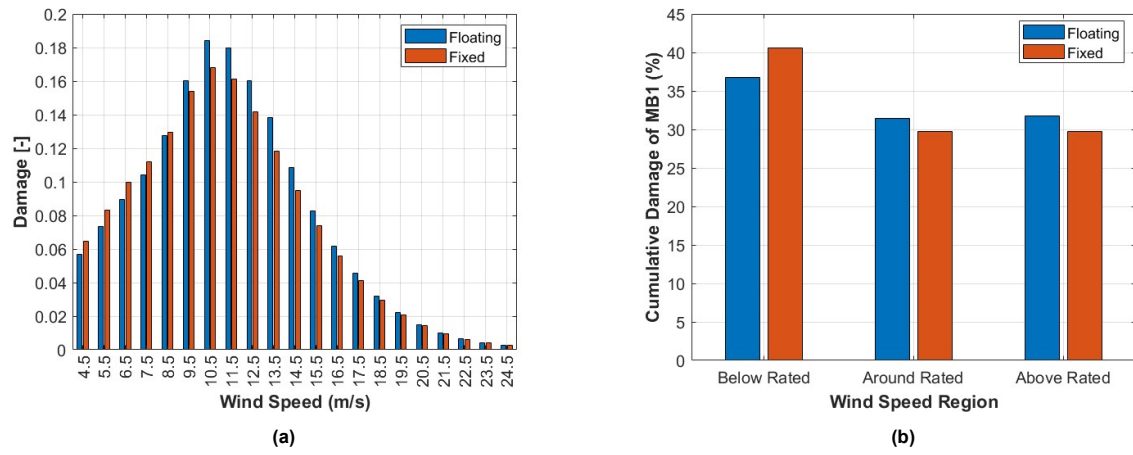 0.2
0.18
0.16
0.14
0.12
0.1
0.08
0.06
0.04
0.02
0
Damage [-]
Floating
Fixed
4.5 5.5 6.5 7.5 8.5 9.5 10.5 11.5 12.5 13.5 14.5 15.5 16.5 17.5 18.5 19.5 20.5 21.5 22.5 23.5 24.5
Wind Speed (m/s)
(a)
45
40
35
30
25
20
15
10
5
0
Cumulative Damage of MB1 (%)
Floating
Fixed
Below Rated Around Rated Above Rated
Wind Speed Region
(b)